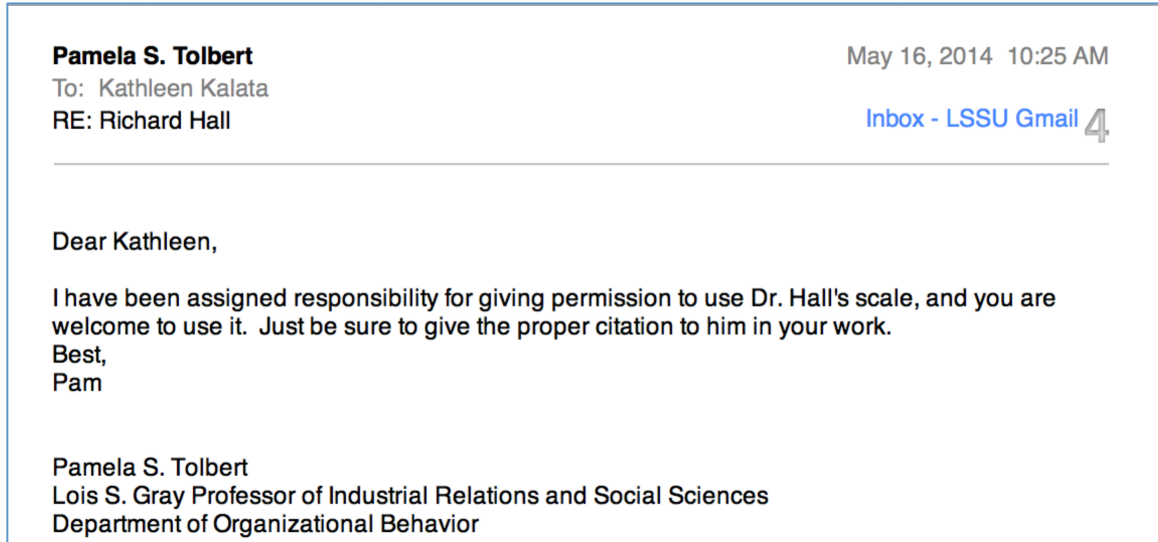 Pamela S. Tolbert
May 16, 2014 10:25 AM
To: Kathleen Kalata
RE: Richard Hall
Inbox - LSSU Gmail 4
Dear Kathleen,
I have been assigned responsibility for giving permission to use Dr. Hall's scale, and you are
welcome to use it. Just be sure to give the proper citation to him in your work.
Best,
Pam
Pamela S. Tolbert
Lois S. Gray Professor of Industrial Relations and Social Sciences
Department of Organizational Behavior